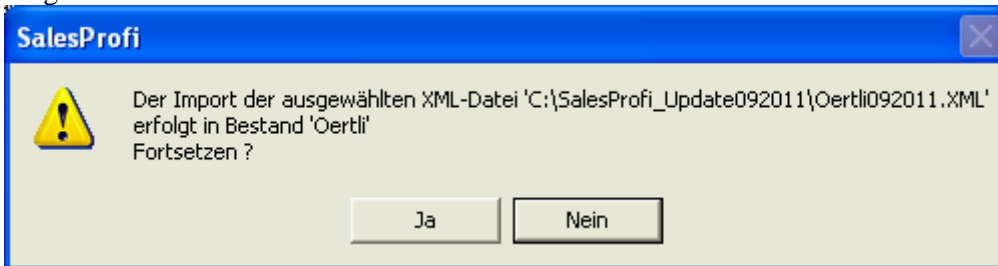 SalesProfi
Der Import der ausgewählten XML-Datei 'C:\SalesProfi_Update092011\Oertli092011.XML'
erfolgt in Bestand 'Oertli'
Fortsetzen ?
Ja Nein